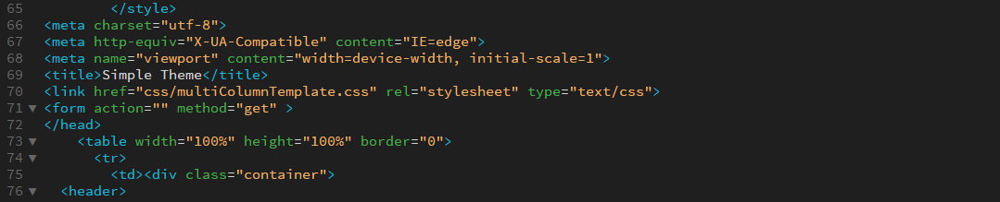 65 </style>
66 <meta charset="utf-8">
67 <meta http-equiv="X-UA-Compatible" content="IE=edge">
68 <meta name="viewport" content="width=device-width, initial-scale=1">
69 <title>Simple Theme</title>
70 <link href="css/multiColumnTemplate.css" rel="stylesheet" type="text/css">
71 <form action="" method="get" >
72 </head>
73 <table width="100%" height="100%" border="0">
74 <tr>
75 <td><div class="container">
76 <header>